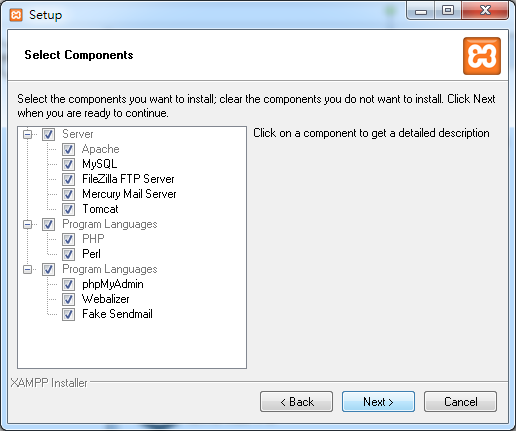 Setup
Select Components
Select the components you want to install; clear the components you do not want to install. Click Next
when you are ready to continue.
Server
Apache
MySQL
FileZilla FTP Server
Mercury Mail Server
Tomcat
Program Languages
PHP
Perl
Program Languages
phpMyAdmin
Webalizer
Fake Sendmail
Click on a component to get a detailed description
XAMPP Installer
< Back
Next >
Cancel